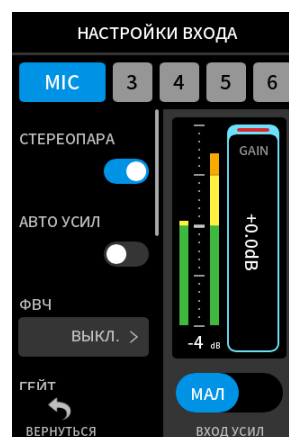 НАСТРОЙКИ ВХОДА
MIC 3 4 5 6
СТЕРЕОПАРА
АВТО УСИЛ
ФВЧ
ВЫКЛ. >
ГЕЙТ
ВЕРНУТЬСЯ
GAIN
+0.0dB
-4 dB
МАЛ
ВХОД УСИЛ